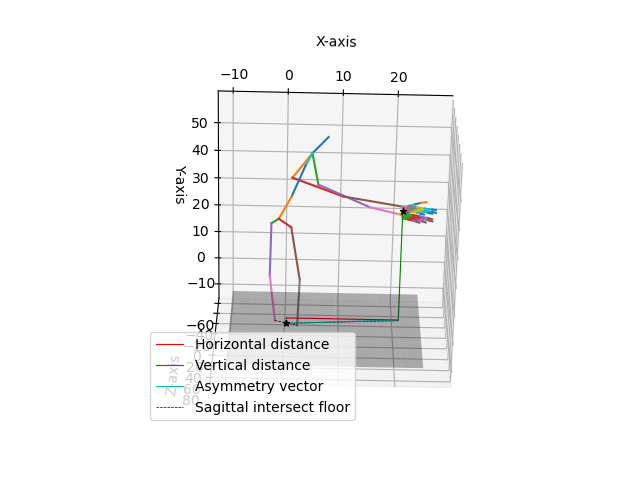 X-axis
−10 0 10 20
50
40
30
Y-axis
20
10
0
−10
−60
Horizontal distance
Vertical distance
Asymmetry vector
Sagittal intersect floor
Z-axis
80